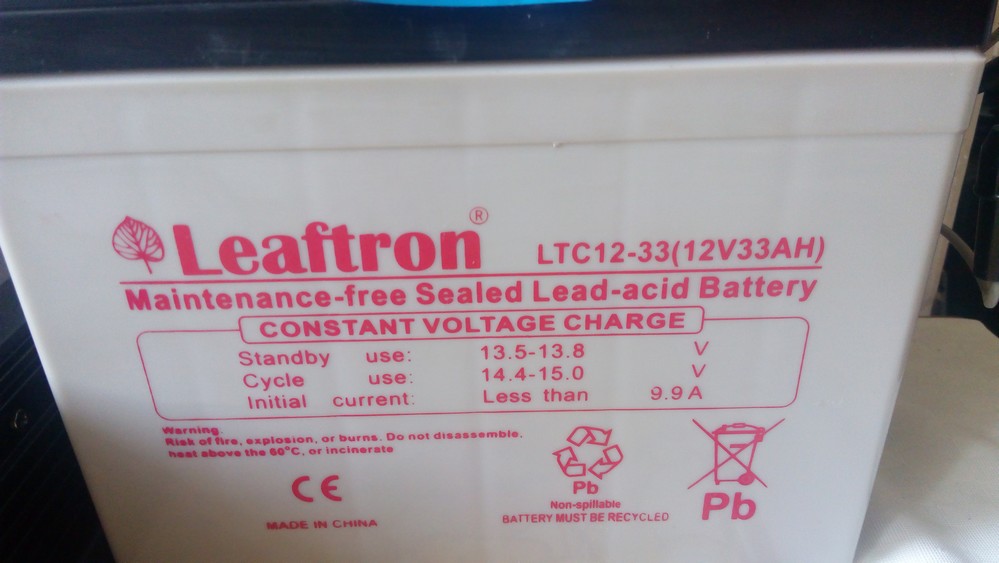 Leaftron®
LTC12-33(12V33AH)
Maintenance-free Sealed Lead-acid Battery
CONSTANT VOLTAGE CHARGE
Standby use: 13.5-13.8 V
Cycle use: 14.4-15.0 V
Initial current: Less than 9.9A
Warning.
Risk of fire, explosion, or burns. Do not disassemble.
heat above the 60°C, or incinerate
CE
MADE IN CHINA
Pb
Non-spillable
BATTERY MUST BE RECYCLED
Pb